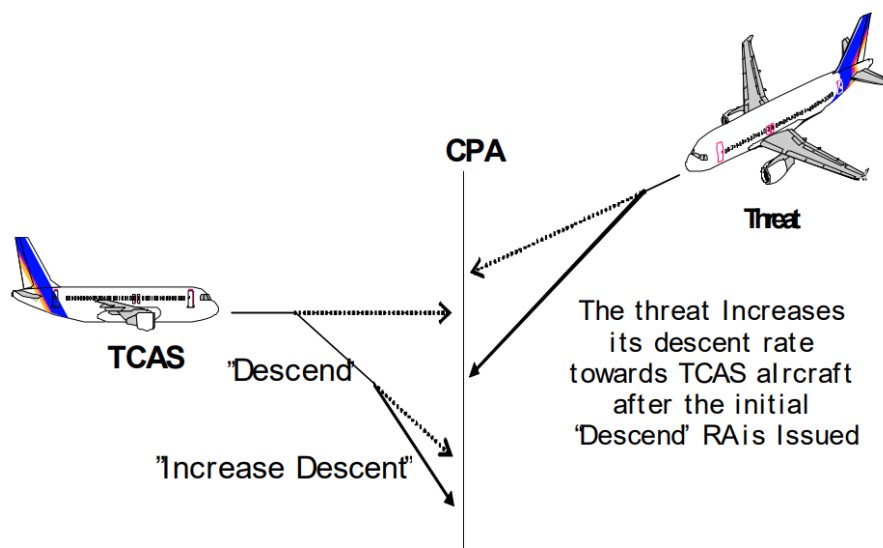 CPA
Threat
TCAS
"Descend'
"Increase Descent"
The threat Increases
its descent rate
towards TCAS aIrcraft
after the initial
'Descend' RA is Issued